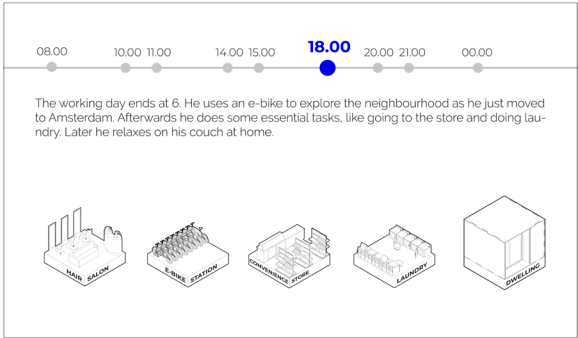 08.00 10.00 11.00 14.00 15.00 18.00 20.00 21.00 00.00
The working day ends at 6. He uses an e-bike to explore the neighbourhood as he just moved
to Amsterdam. Afterwards he does some essential tasks, like going to the store and doing lau-
ndry. Later he relaxes on his couch at home.
HAIR SALON
E-BIKE STATION
CONVENIENCE STORE
LAUNDRY
DWELLING